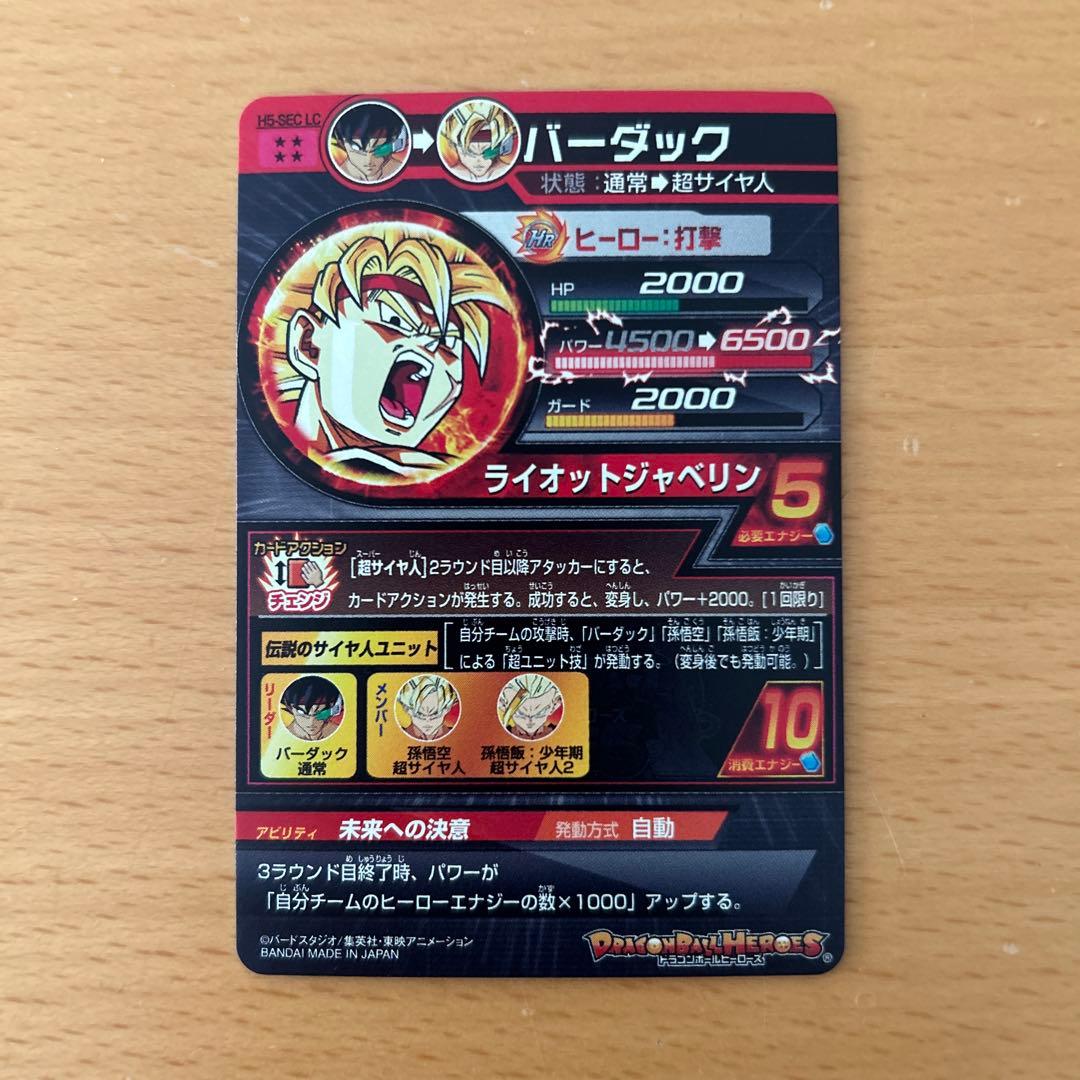 H5-SEC LC
バーダック
状態：通常➡超サイヤ人
HR ヒーロー：打撃
HP 2000
パワー 4500➡6500
ガード 2000
ライオットジャベリン
5
必要エナジー
カードアクション
チェンジ
[超サイヤ人]2ラウンド目以降アタッカーにすると、
カードアクションが発生する。成功すると、変身し、パワー+2000。[1回限り]
伝説のサイヤ人ユニット
自分チームの攻撃時、「バーダック」「孫悟空」「孫悟飯：少年期」
による「超ユニット技」が発動する。（変身後でも発動可能。）
リーダー
バーダック
通常
メンバー
孫悟空
超サイヤ人
孫悟飯：少年期
超サイヤ人2
10
消費エナジー
アビリティ 未来への決意 発動方式 自動
3ラウンド目終了時、パワーが
「自分チームのヒーローエナジーの数×1000」アップする。
©バードスタジオ/集英社・東映アニメーション
BANDAI MADE IN JAPAN
DRAGONBALL HEROES
ドラゴンボールヒーローズ
®